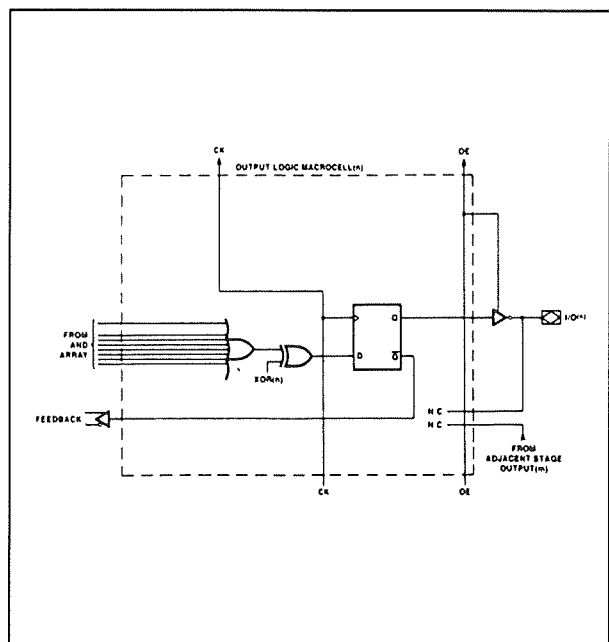 CK
OE
OUTPUT LOGIC MACROCELL(n)
Q
I/O(n)
FROM
AND
ARRAY
D
Q
XOR(n)
FEEDBACK
N C
N C
FROM
ADJACENT STAGE
OUTPUT(m)
CK
OE